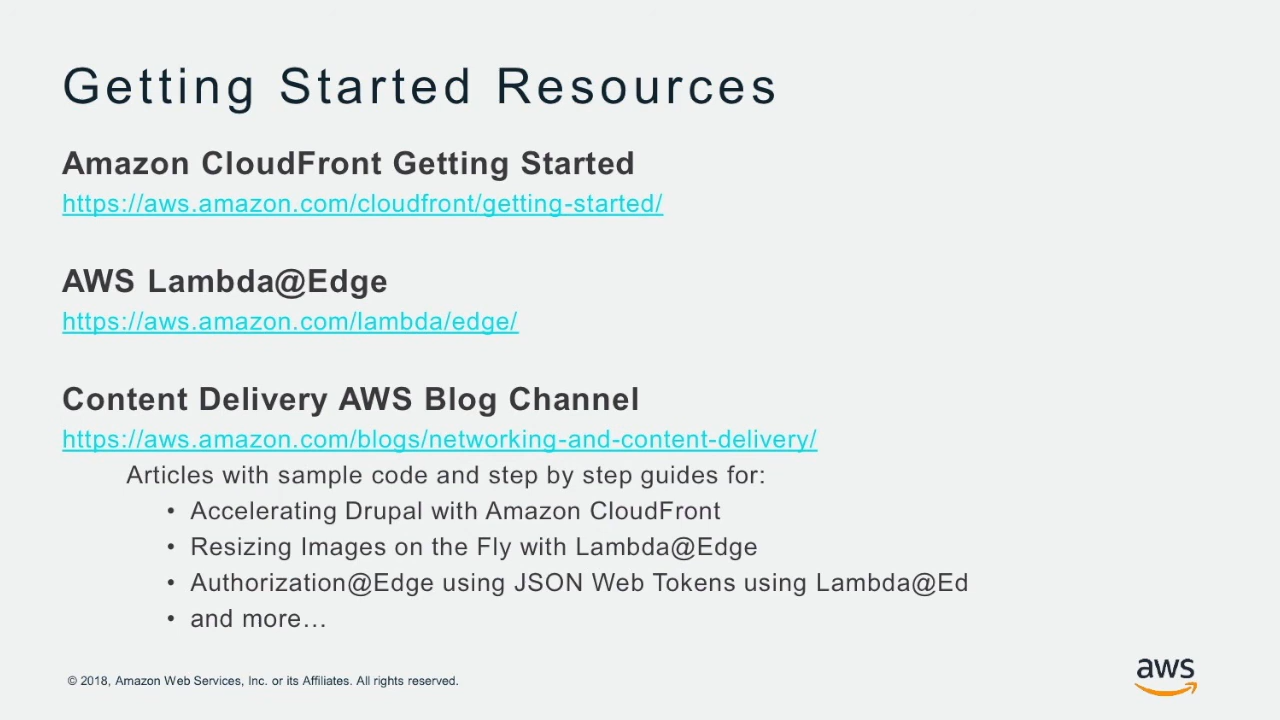 Getting Started Resources
Amazon CloudFront Getting Started
https://aws.amazon.com/cloudfront/getting-started/
AWS Lambda@Edge
https://aws.amazon.com/lambda/edge/
Content Delivery AWS Blog Channel
https://aws.amazon.com/blogs/networking-and-content-delivery/
Articles with sample code and step by step guides for:
• Accelerating Drupal with Amazon CloudFront
• Resizing Images on the Fly with Lambda@Edge
• Authorization@Edge using JSON Web Tokens using Lambda@Ed
• and more…
© 2018, Amazon Web Services, Inc. or its Affiliates. All rights reserved.
aws